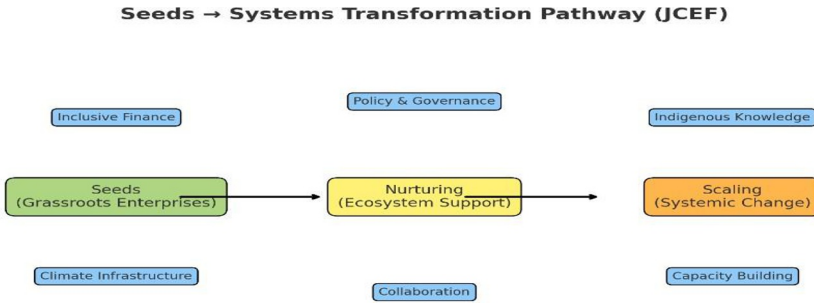 Seeds → Systems Transformation Pathway (JCEF)
Policy & Governance
Inclusive Finance
Indigenous Knowledge
Seeds
(Grassroots Enterprises)
Nurturing
(Ecosystem Support)
Scaling
(Systemic Change)
Climate Infrastructure
Capacity Building
Collaboration